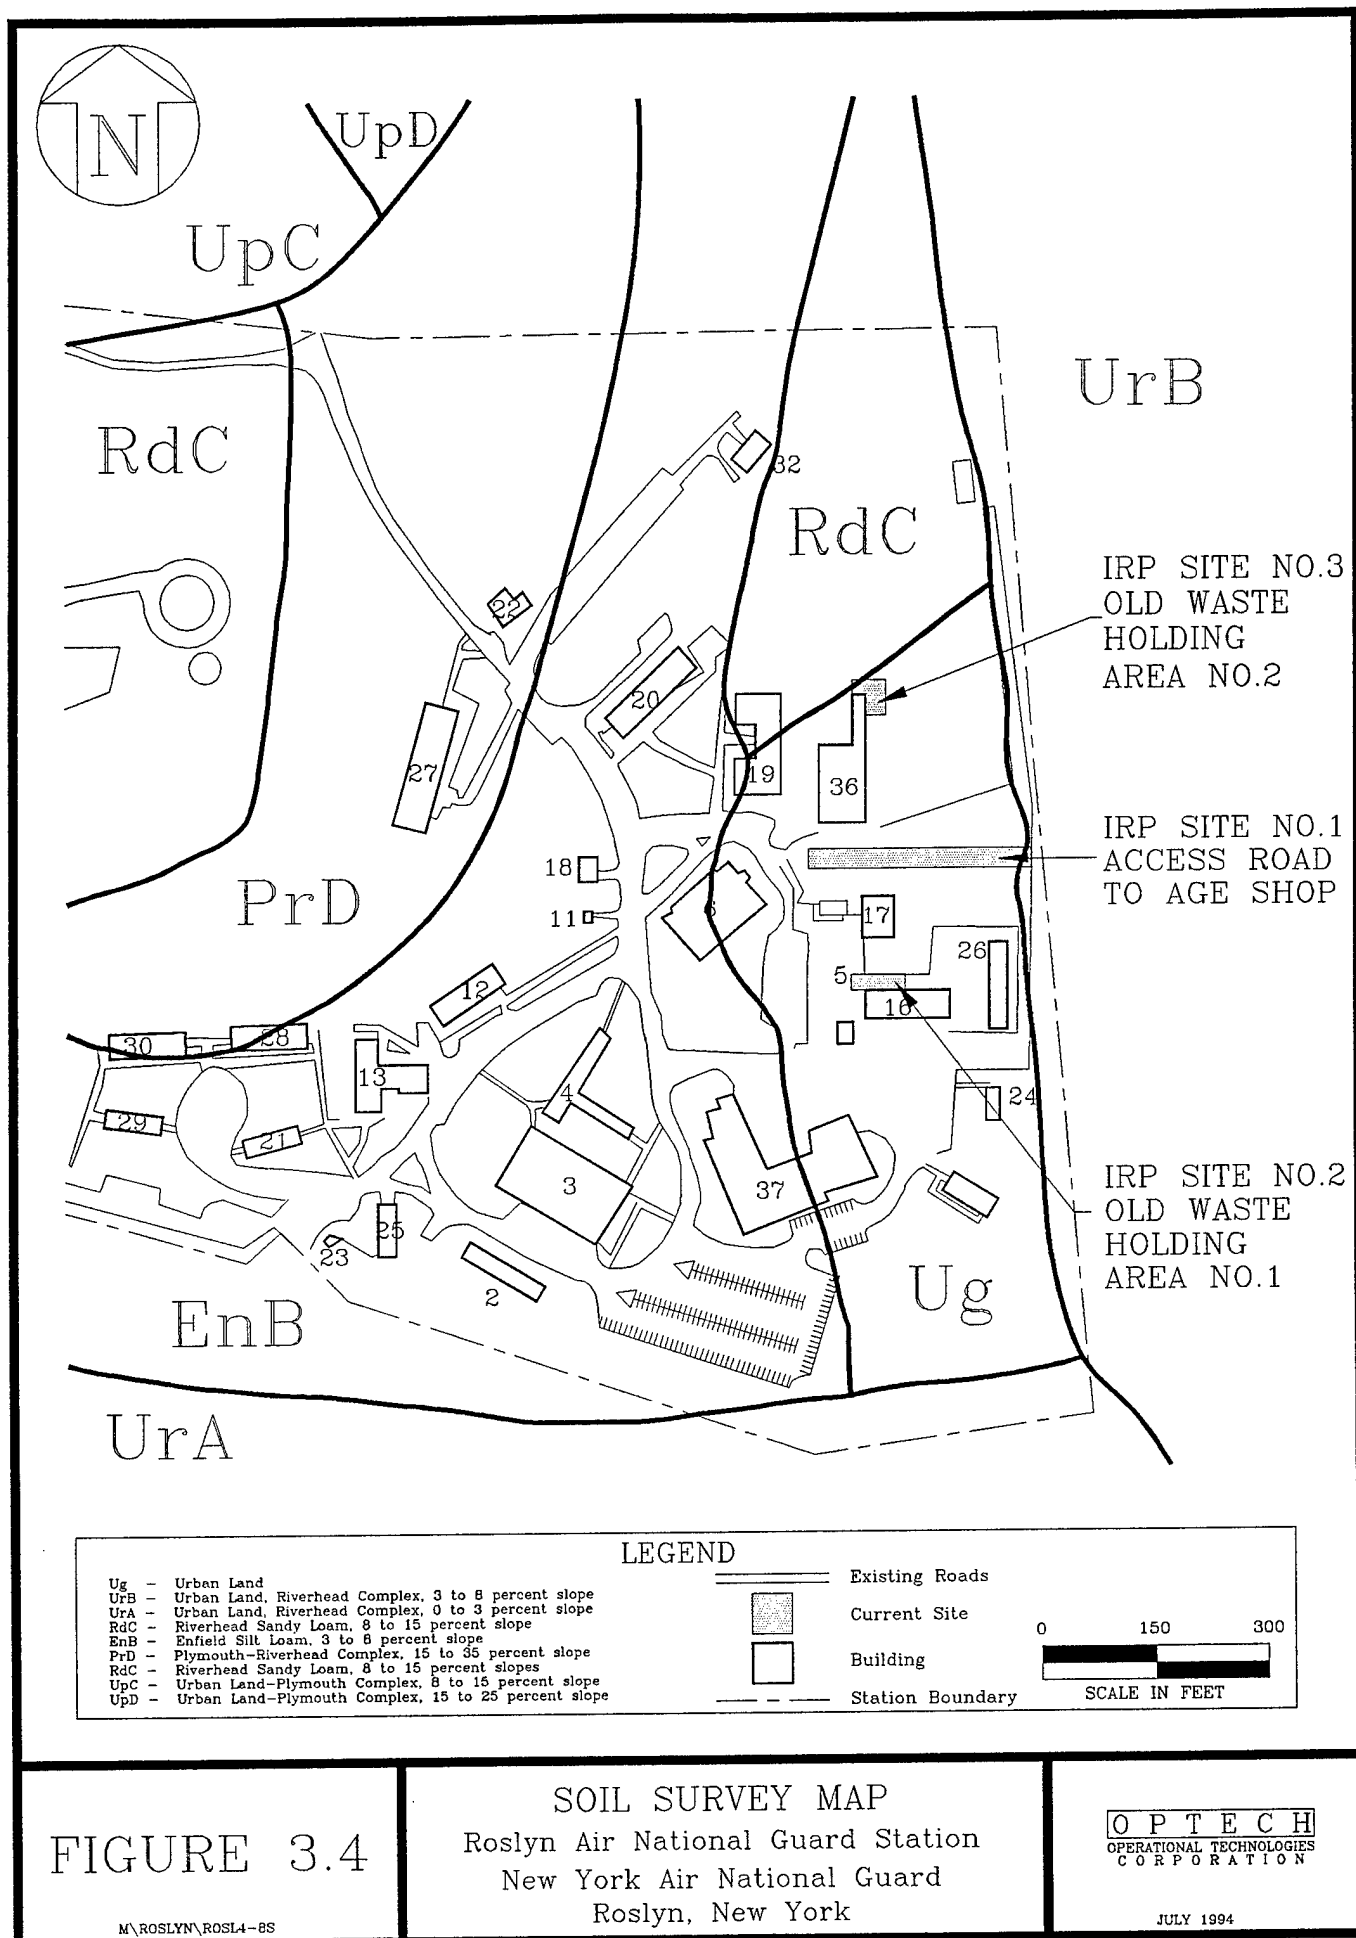 N
UpD
UpC
UrB
RdC
32
RdC
IRP SITE NO.3
OLD WASTE
HOLDING
AREA NO.2
22
20
27
19
36
IRP SITE NO.1
ACCESS ROAD
TO AGE SHOP
18
PrD
6
11
17
26
5
12
16
30
28
13
4
24
29
21
3
37
IRP SITE NO.2
OLD WASTE
HOLDING
AREA NO.1
25
23
2
Ug
EnB
UrA
LEGEND
Ug – Urban Land
UrB – Urban Land, Riverhead Complex, 3 to 8 percent slope
UrA – Urban Land, Riverhead Complex, 0 to 3 percent slope
RdC – Riverhead Sandy Loam, 8 to 15 percent slope
EnB – Enfield Silt Loam, 3 to 8 percent slope
PrD – Plymouth-Riverhead Complex, 15 to 35 percent slope
RdC – Riverhead Sandy Loam, 8 to 15 percent slopes
UpC – Urban Land-Plymouth Complex, 8 to 15 percent slope
UpD – Urban Land-Plymouth Complex, 15 to 25 percent slope
Existing Roads
Current Site
Building
Station Boundary
0 150 300
SCALE IN FEET
FIGURE 3.4
M\ROSLYN\ROSL4-8S
SOIL SURVEY MAP
Roslyn Air National Guard Station
New York Air National Guard
Roslyn, New York
OPTECH
OPERATIONAL TECHNOLOGIES
CORPORATION
JULY 1994